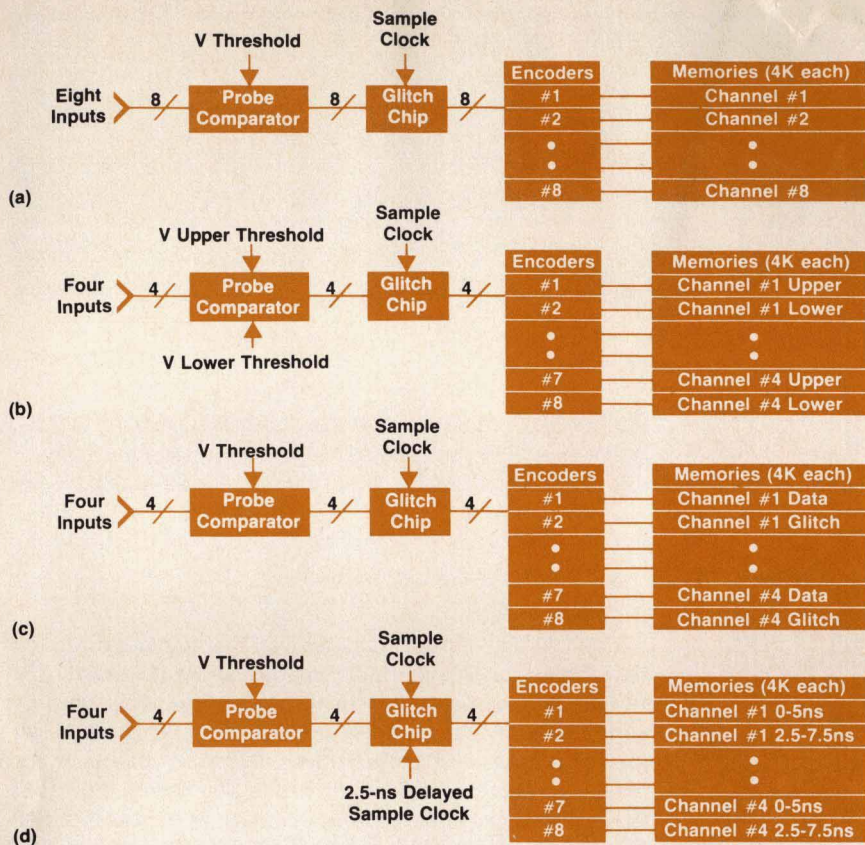 V Threshold
Sample
Clock
Eight
Inputs
8
Probe
Comparator
8
Glitch
Chip
8
Encoders
#1
#2
#8
Memories (4K each)
Channel #1
Channel #2
Channel #8
(a)
V Upper Threshold
Sample
Clock
Four
Inputs
4
Probe
Comparator
4
Glitch
Chip
4
V Lower Threshold
Encoders
#1
#2
#7
#8
Memories (4K each)
Channel #1 Upper
Channel #1 Lower
Channel #4 Upper
Channel #4 Lower
(b)
V Threshold
Sample
Clock
Four
Inputs
4
Probe
Comparator
4
Glitch
Chip
4
Encoders
#1
#2
#7
#8
Memories (4K each)
Channel #1 Data
Channel #1 Glitch
Channel #4 Data
Channel #4 Glitch
(c)
V Threshold
Sample
Clock
Four
Inputs
4
Probe
Comparator
4
Glitch
Chip
4
2.5-ns Delayed
Sample Clock
Encoders
#1
#2
#7
#8
Memories (4K each)
Channel #1 0-5ns
Channel #1 2.5-7.5ns
Channel #4 0-5ns
Channel #4 2.5-7.5ns
(d)